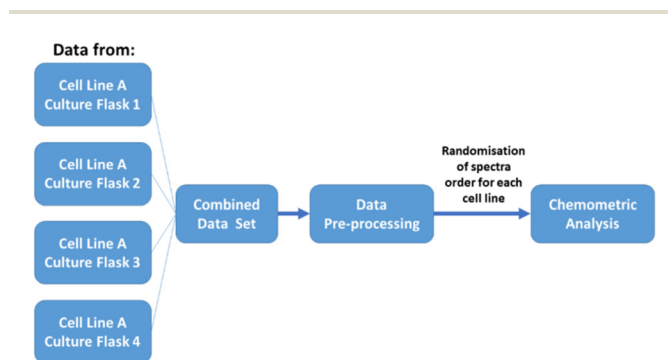 Data from:
Cell Line A
Culture Flask 1
Cell Line A
Culture Flask 2
Cell Line A
Culture Flask 3
Cell Line A
Culture Flask 4
Combined
Data Set
Data
Pre-processing
Randomisation
of spectra
order for each
cell line
Chemometric
Analysis